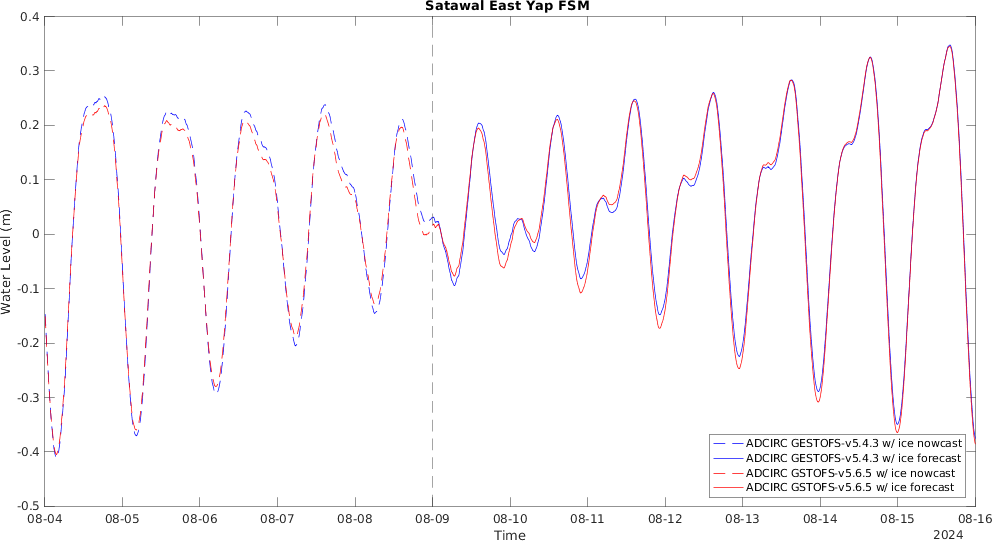 Satawal East Yap FSM
0.4
0.3
0.2
0.1
0
-0.1
-0.2
-0.3
-0.4
-0.5
Water Level (m)
ADCIRC GESTOFS-v5.4.3 w/ ice nowcast
ADCIRC GESTOFS-v5.4.3 w/ ice forecast
ADCIRC GSTOFS-v5.6.5 w/ ice nowcast
ADCIRC GSTOFS-v5.6.5 w/ ice forecast
08-04 08-05 08-06 08-07 08-08 08-09 08-10 08-11 08-12 08-13 08-14 08-15 08-16
Time
2024